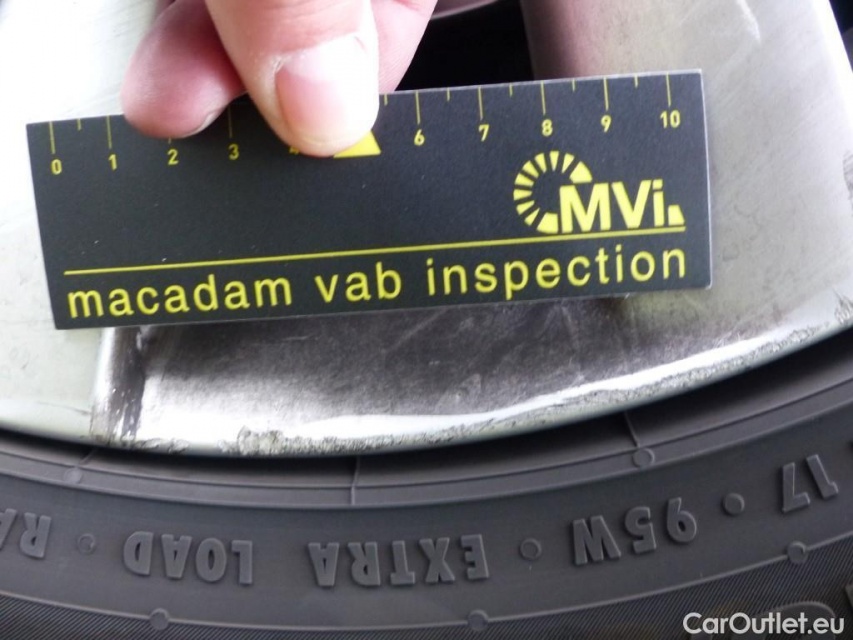 0 1 2 3 6 7 8 9 10
MVi
macadam vab inspection
17 · 95W
EXTRA LOAD
CarOutlet.eu